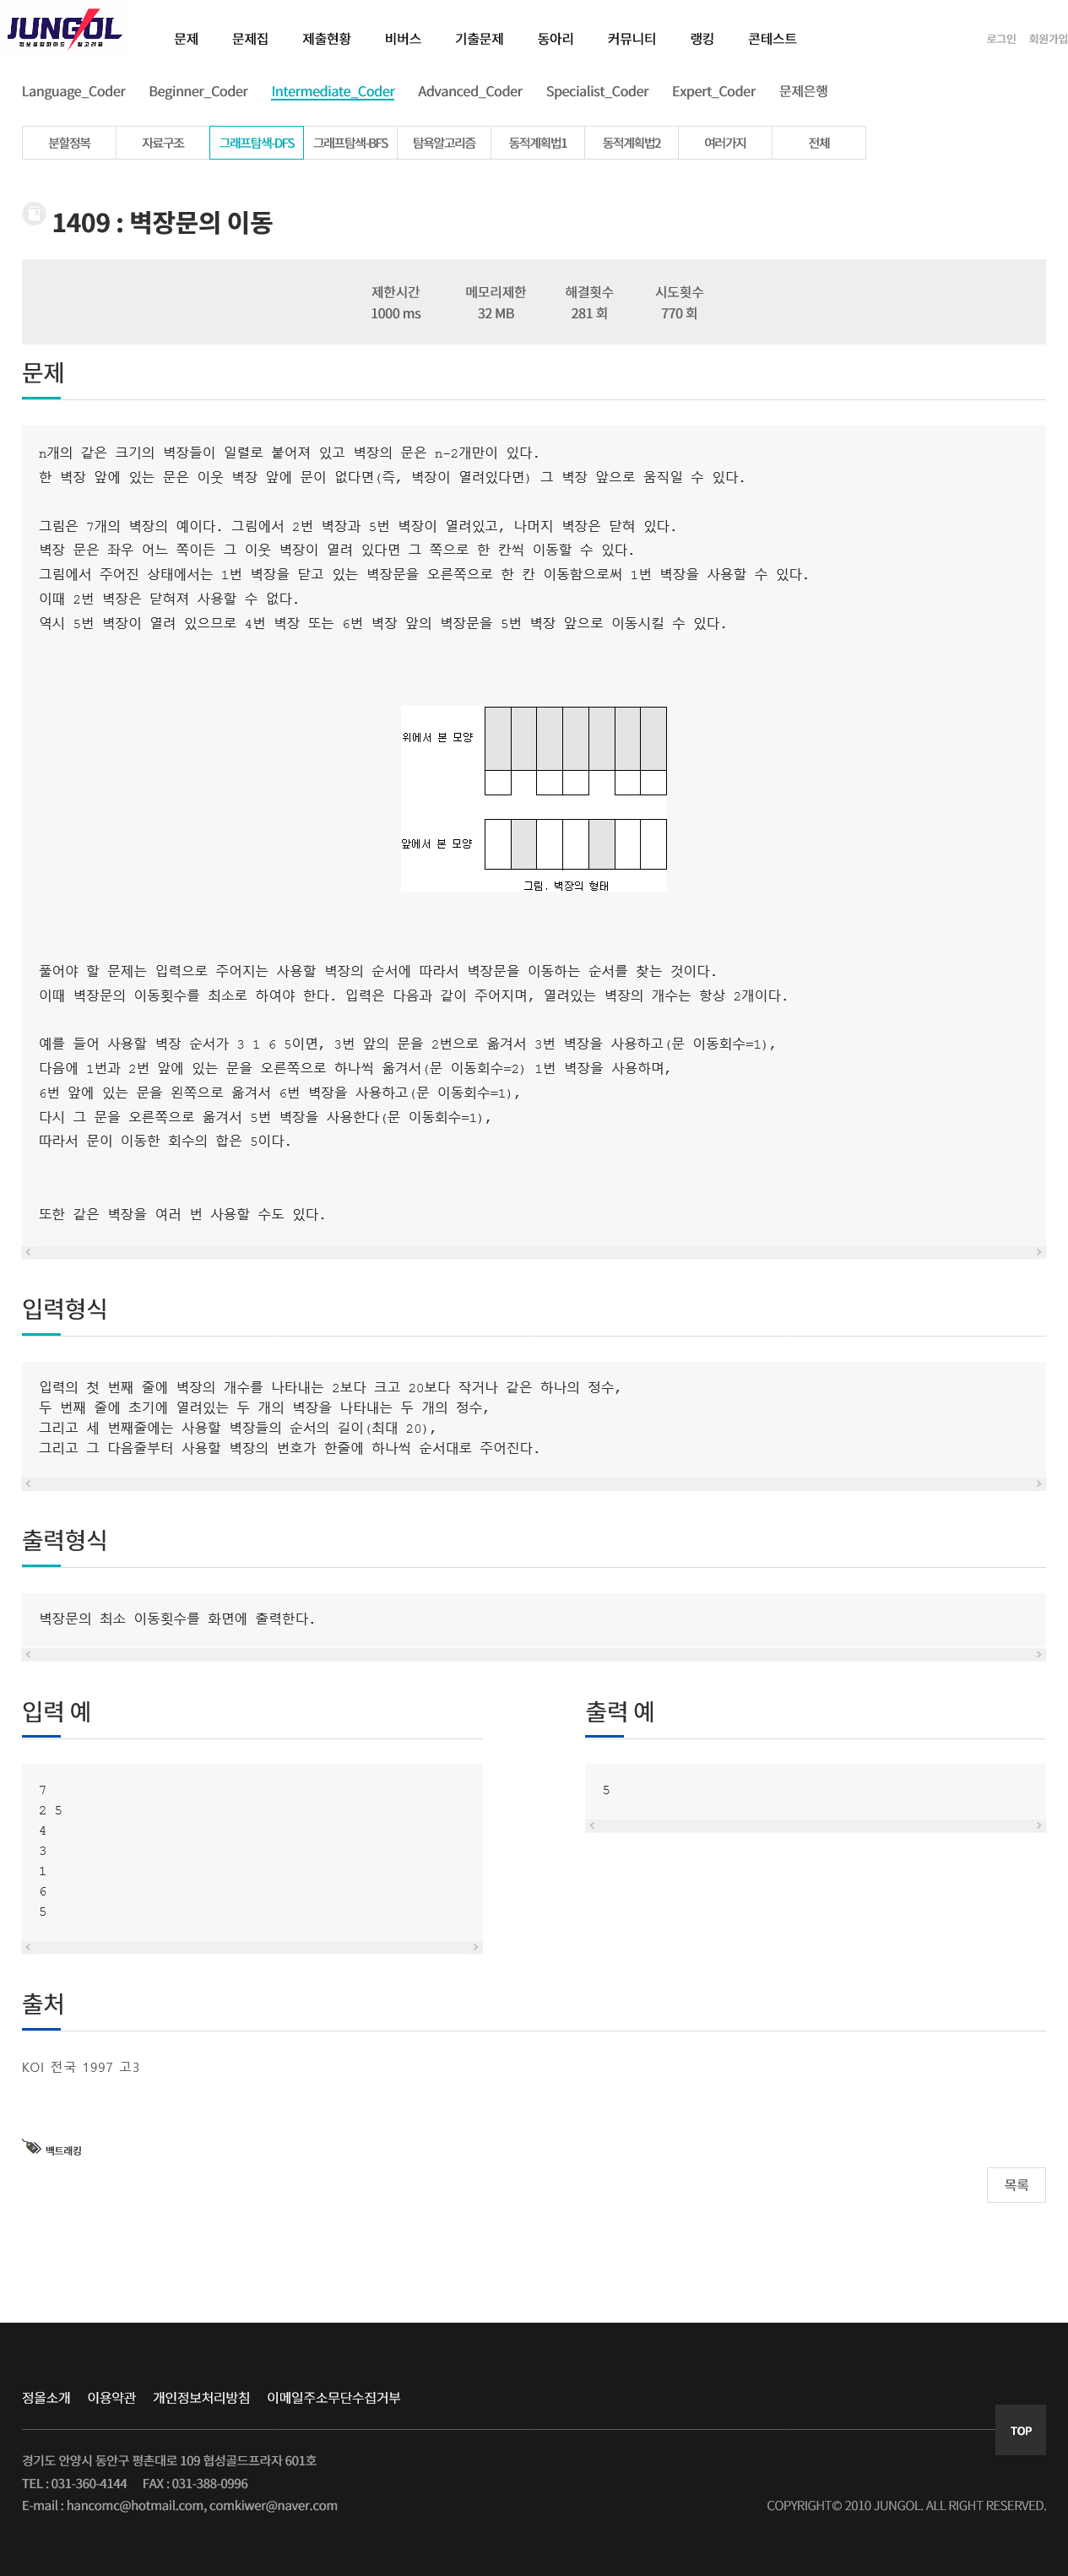 JUNGOL
정보올림피아드 알고리즘
문제 문제집 제출현황 비버스 기출문제 동아리 커뮤니티 랭킹 콘테스트
로그인 회원가입
Language_Coder Beginner_Coder Intermediate_Coder Advanced_Coder Specialist_Coder Expert_Coder 문제은행
분할정복 자료구조 그래프탐색-DFS 그래프탐색-BFS 탐욕알고리즘 동적계획법1 동적계획법2 여러가지 전체
1409 : 벽장문의 이동
제한시간 메모리제한 해결횟수 시도횟수
1000 ms 32 MB 281 회 770 회
문제
n개의 같은 크기의 벽장들이 일렬로 붙어져 있고 벽장의 문은 n-2개만이 있다.
한 벽장 앞에 있는 문은 이웃 벽장 앞에 문이 없다면(즉, 벽장이 열려있다면) 그 벽장 앞으로 움직일 수 있다.
그림은 7개의 벽장의 예이다. 그림에서 2번 벽장과 5번 벽장이 열려있고, 나머지 벽장은 닫혀 있다.
벽장 문은 좌우 어느 쪽이든 그 이웃 벽장이 열려 있다면 그 쪽으로 한 칸씩 이동할 수 있다.
그림에서 주어진 상태에서는 1번 벽장을 닫고 있는 벽장문을 오른쪽으로 한 칸 이동함으로써 1번 벽장을 사용할 수 있다.
이때 2번 벽장은 닫혀져 사용할 수 없다.
역시 5번 벽장이 열려 있으므로 4번 벽장 또는 6번 벽장 앞의 벽장문을 5번 벽장 앞으로 이동시킬 수 있다.
위에서 본 모양
앞에서 본 모양
그림. 벽장의 형태
풀어야 할 문제는 입력으로 주어지는 사용할 벽장의 순서에 따라서 벽장문을 이동하는 순서를 찾는 것이다.
이때 벽장문의 이동횟수를 최소로 하여야 한다. 입력은 다음과 같이 주어지며, 열려있는 벽장의 개수는 항상 2개이다.
예를 들어 사용할 벽장 순서가 3 1 6 5이면, 3번 앞의 문을 2번으로 옮겨서 3번 벽장을 사용하고(문 이동회수=1),
다음에 1번과 2번 앞에 있는 문을 오른쪽으로 하나씩 옮겨서(문 이동회수=2) 1번 벽장을 사용하며,
6번 앞에 있는 문을 왼쪽으로 옮겨서 6번 벽장을 사용하고(문 이동회수=1),
다시 그 문을 오른쪽으로 옮겨서 5번 벽장을 사용한다(문 이동회수=1),
따라서 문이 이동한 회수의 합은 5이다.
또한 같은 벽장을 여러 번 사용할 수도 있다.
입력형식
입력의 첫 번째 줄에 벽장의 개수를 나타내는 2보다 크고 20보다 작거나 같은 하나의 정수,
두 번째 줄에 초기에 열려있는 두 개의 벽장을 나타내는 두 개의 정수,
그리고 세 번째줄에는 사용할 벽장들의 순서의 길이(최대 20),
그리고 그 다음줄부터 사용할 벽장의 번호가 한줄에 하나씩 순서대로 주어진다.
출력형식
벽장문의 최소 이동횟수를 화면에 출력한다.
입력 예
7
2 5
4
3
1
6
5
출력 예
5
출처
KOI 전국 1997 고3
백트래킹
목록
정올소개 이용약관 개인정보처리방침 이메일주소무단수집거부
TOP
경기도 안양시 동안구 평촌대로 109 협성골드프라자 601호
TEL : 031-360-4144 FAX : 031-388-0996
E-mail : hancomc@hotmail.com, comkiwer@naver.com
COPYRIGHT© 2010 JUNGOL. ALL RIGHT RESERVED.